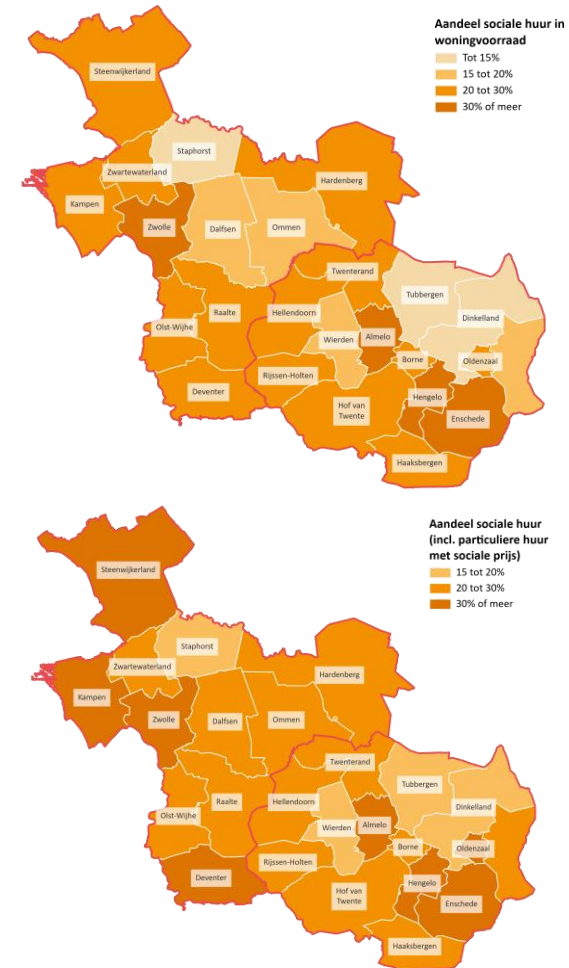 Aandeel sociale huur in
woningvoorraad
Tot 15%
15 tot 20%
20 tot 30%
30% of meer
Steenwijkerland
Staphorst
Zwartewaterland
Hardenberg
Kampen
Zwolle
Dalfsen
Ommen
Twenterand
Tubbergen
Raalte
Hellendoorn
Dinkelland
Olst-Wijhe
Wierden
Almelo
Borne
Oldenzaal
Rijssen-Holten
Deventer
Hengelo
Hof van
Twente
Enschede
Haaksbergen
Aandeel sociale huur
(incl. particuliere huur
met sociale prijs)
15 tot 20%
20 tot 30%
30% of meer
Steenwijkerland
Staphorst
Zwartewaterland
Hardenberg
Kampen
Zwolle
Dalfsen
Ommen
Twenterand
Tubbergen
Raalte
Hellendoorn
Dinkelland
Olst-Wijhe
Wierden
Almelo
Borne
Oldenzaal
Rijssen-Holten
Deventer
Hengelo
Hof van
Twente
Enschede
Haaksbergen